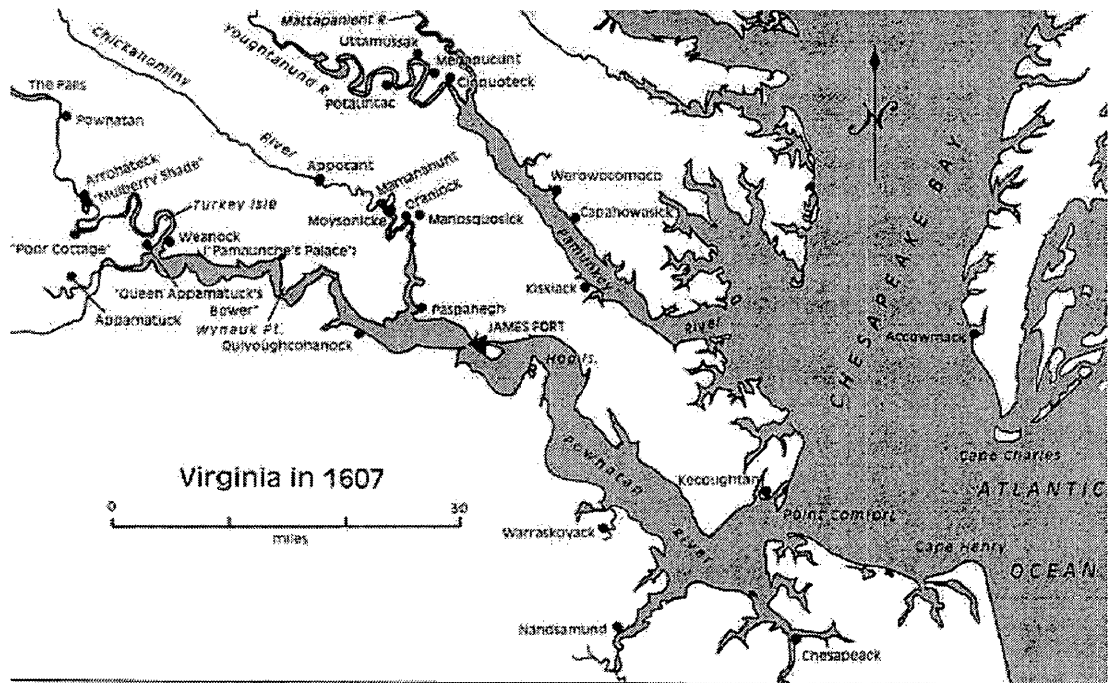 Mattapanient R.
Youghtanund R.
Uttamussak
Menapucunt
Cinquoteck
Potauncac
Chickahominy
River
The Falls
Powhatan
Arrohateck
"Mulberry Shade"
Turkey Isle
"Poor Cottage"
Weanock
("Pamaunche's Palace")
"Queen Appamatuck's
Bower"
Appamatuck
Wynauk Pt.
Quiyoughcohanock
Appocant
Mamanahunt
Moysonicke
Oraniock
Manosquosick
Paspahegh
JAMES FORT
Hog Is.
Werowocomoco
Capahowasick
Pamunkey
River
Kiskiack
CHESAPEAKE BAY
N
Accowmack
Cape Charles
ATLANTIC
OCEAN
Cape Henry
Point Comfort
Kecoughtan
Powhatan
River
Warraskoyack
Nandsamund
Chesapeack
Virginia in 1607
0 30
miles